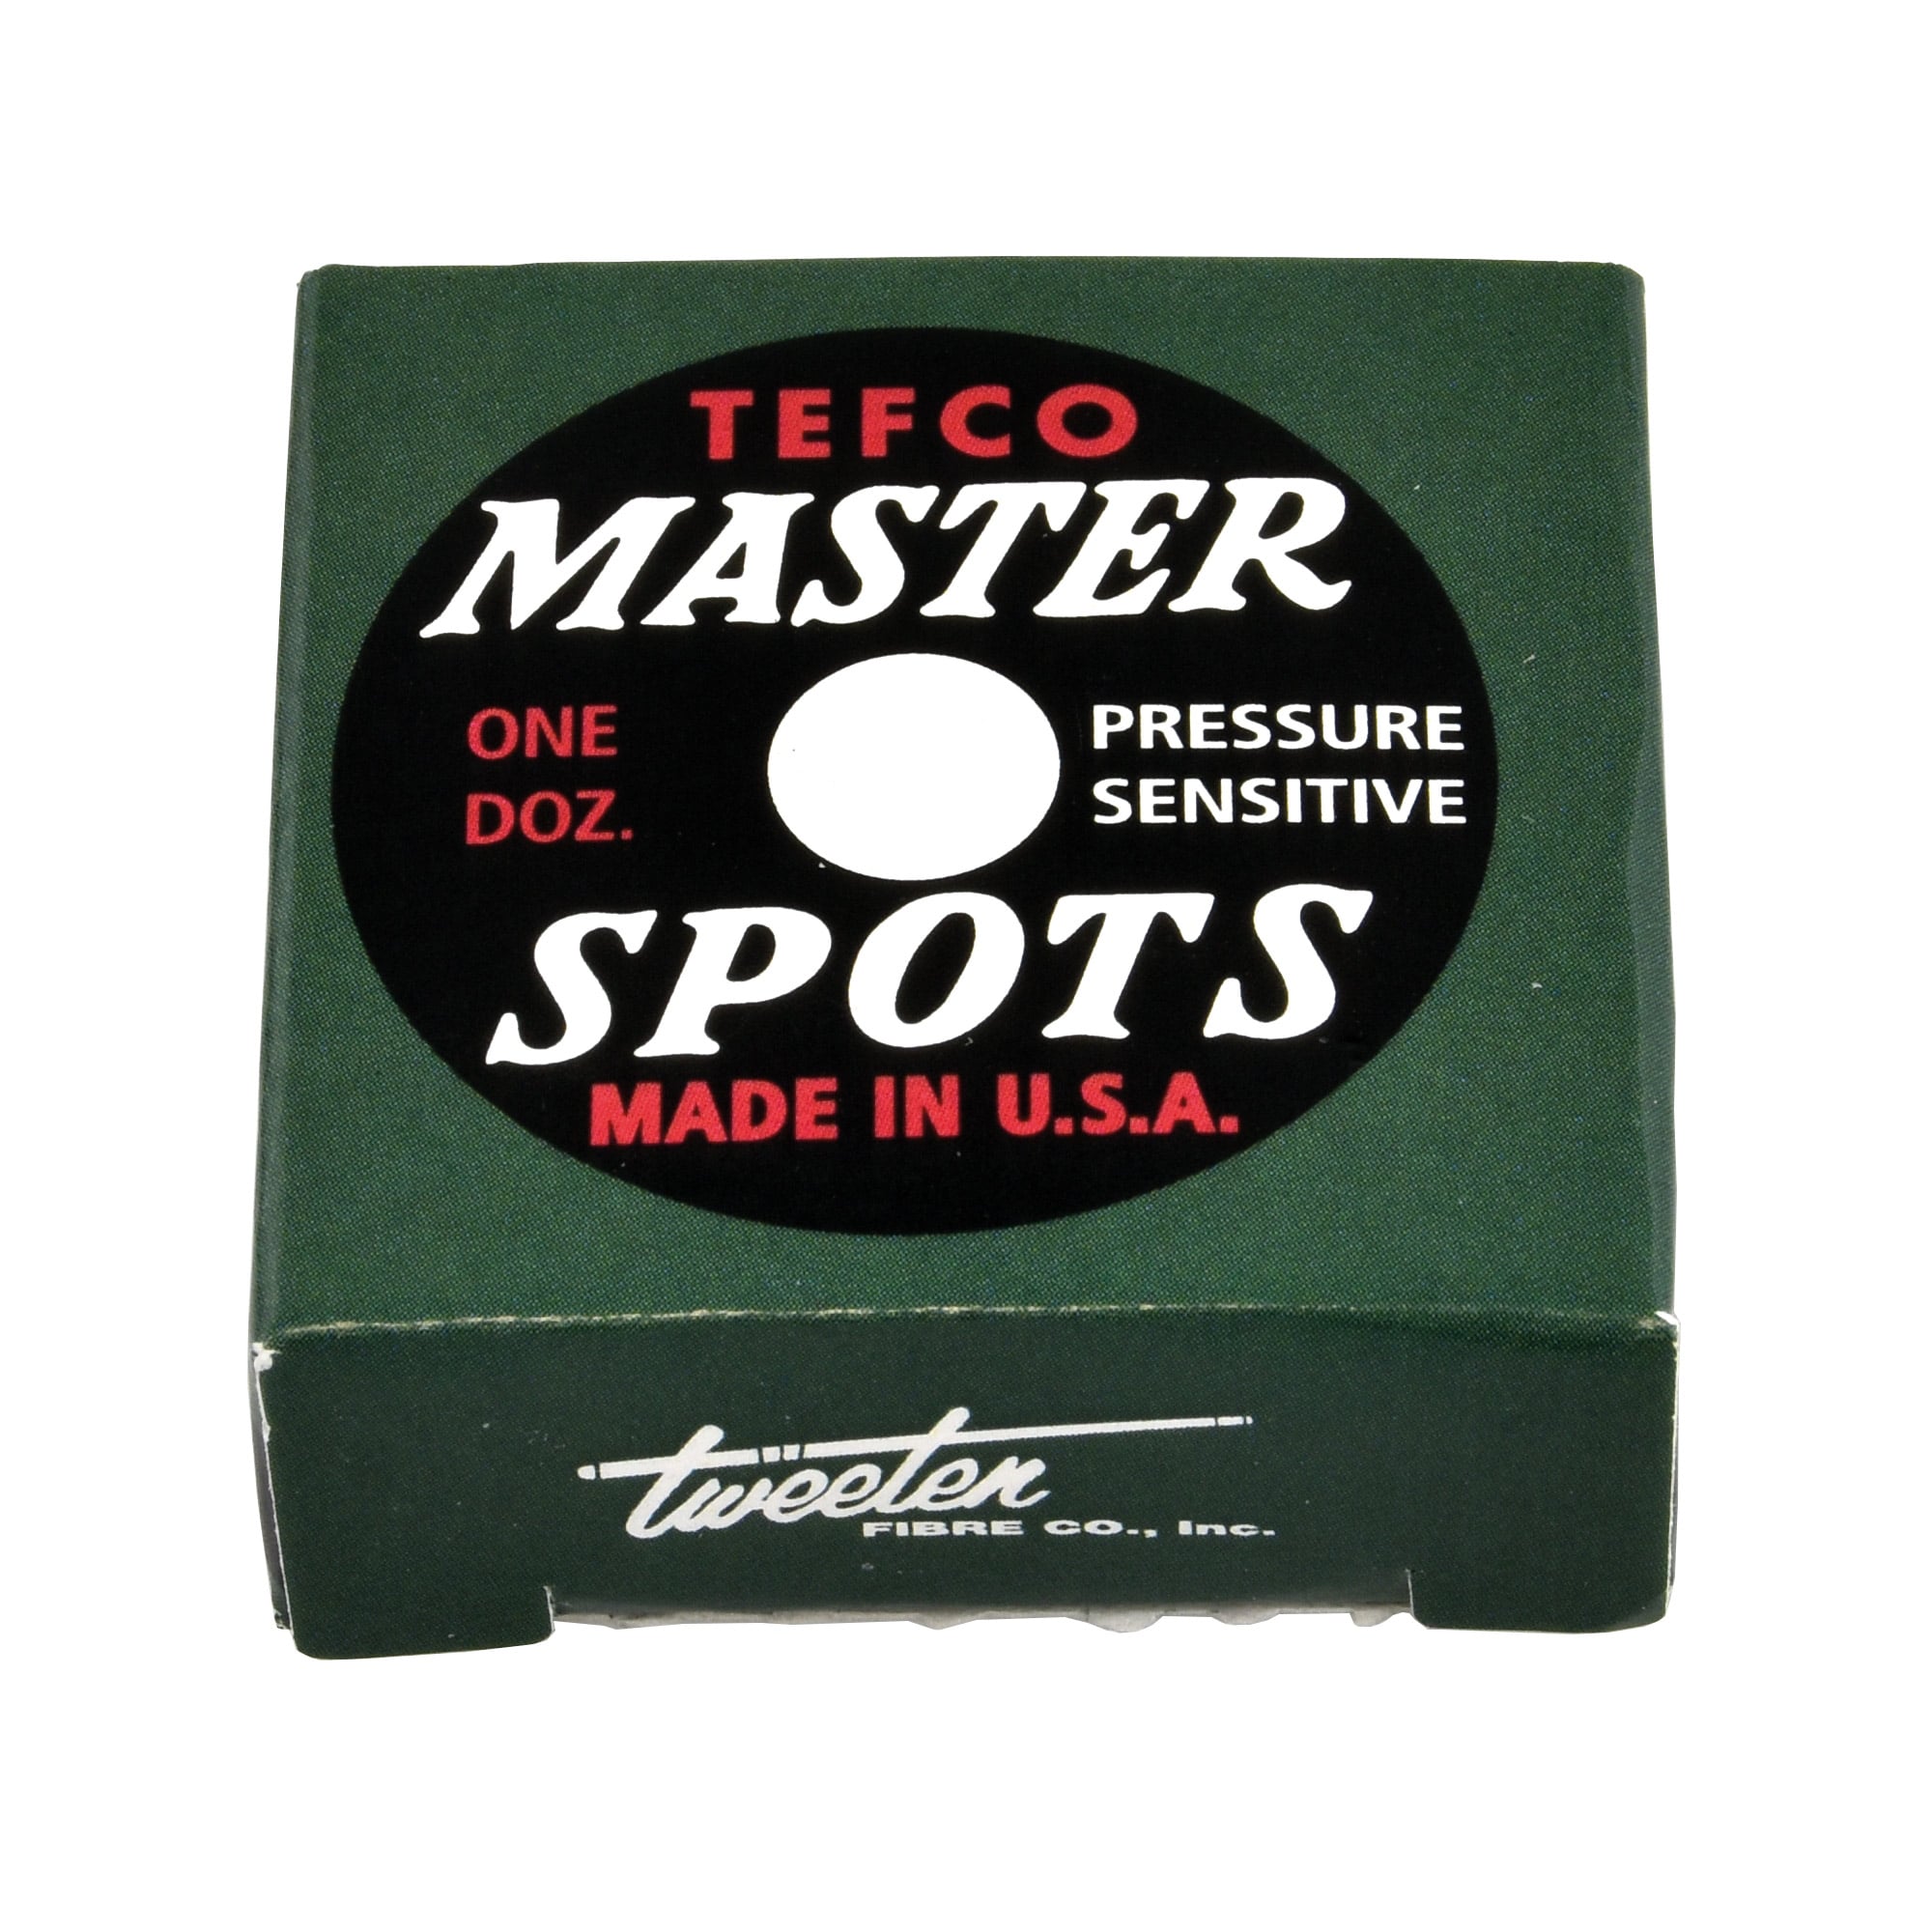 TEFCO
MASTER
ONE
DOZ.
PRESSURE
SENSITIVE
SPOTS
MADE IN U.S.A.
tweeten
FIBRE CO., Inc.